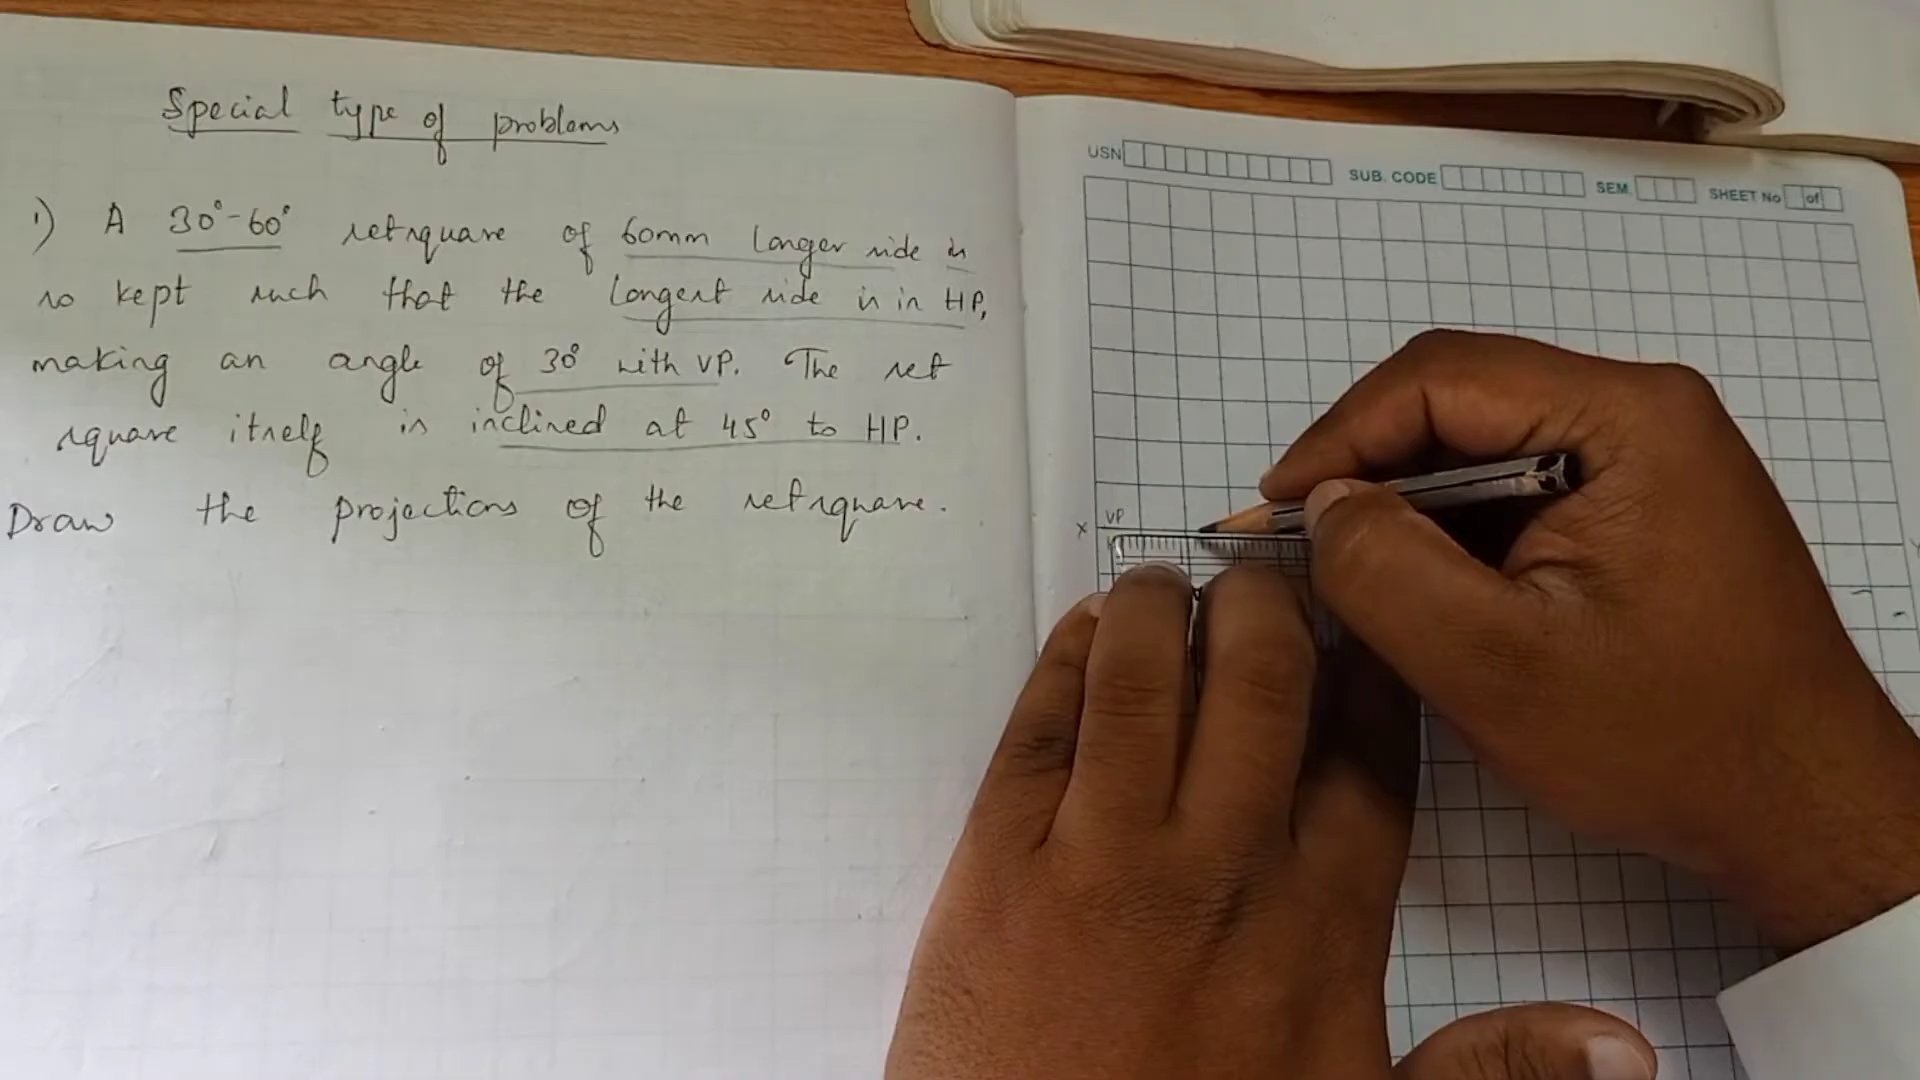 Special type of problems
1) A 30°-60° setsquare of 60mm longer side is
so kept such that the longest side is in HP,
making an angle of 30° with VP. The set
square itself is inclined at 45° to HP.
Draw the projections of the setsquare.
USN SUB. CODE SEM. SHEET No of
X VP